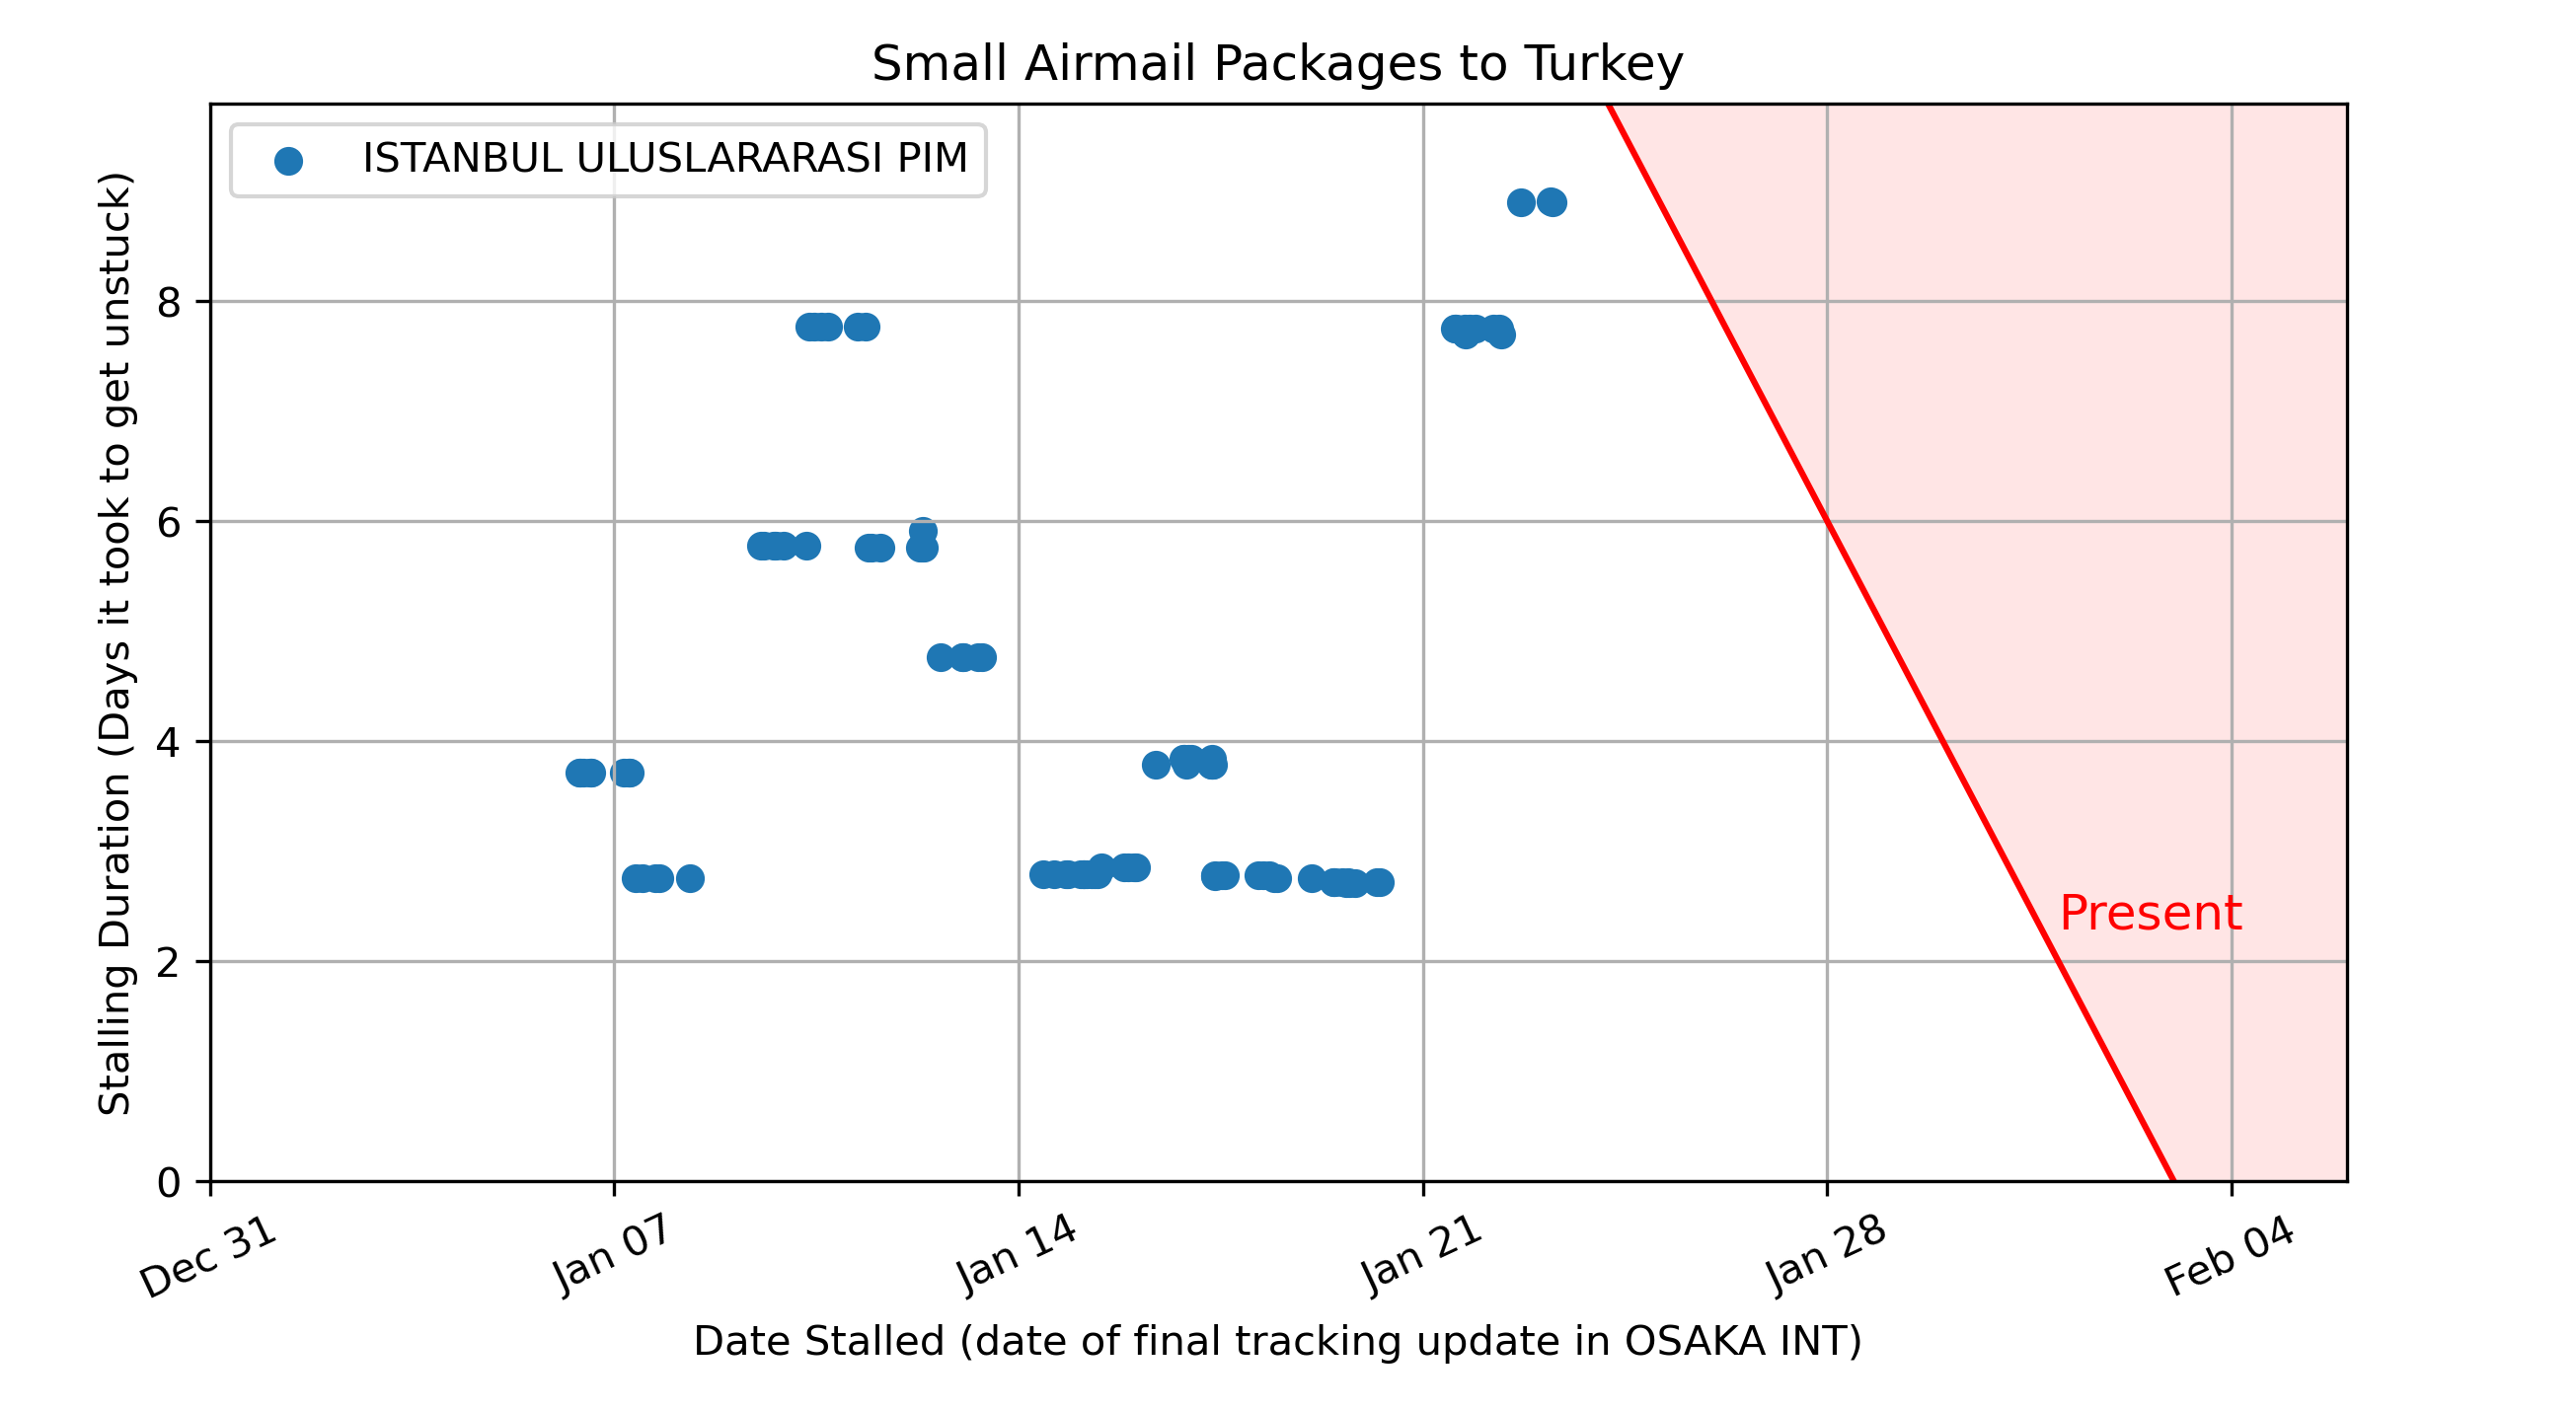 Small Airmail Packages to Turkey
ISTANBUL ULUSLARARASI PIM
Stalling Duration (Days it took to get unstuck)
8
6
4
2
0
Present
Dec 31
Jan 07
Jan 14
Jan 21
Jan 28
Feb 04
Date Stalled (date of final tracking update in OSAKA INT)